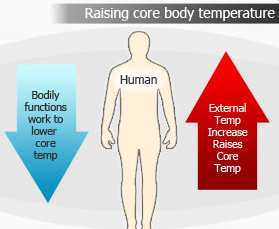 Raising core body temperature
Human
Bodily
functions
work to
lower
core
temp
External
Temp
Increase
Raises
Core
Temp